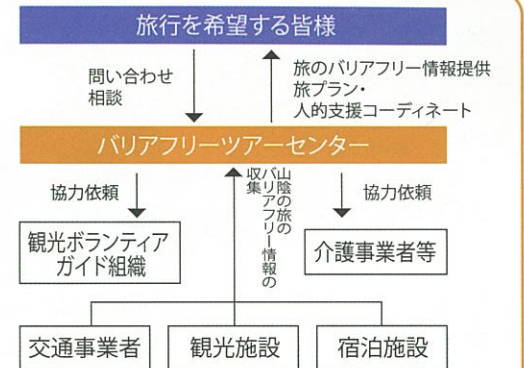 旅行を希望する皆様
問い合わせ
相談
旅のバリアフリー情報提供
旅プラン・
人的支援コーディネート
バリアフリーツアーセンター
協力依頼
山陰の旅の
バリアフリー情報の
収集
協力依頼
観光ボランティア
ガイド組織
介護事業者等
交通事業者
観光施設
宿泊施設